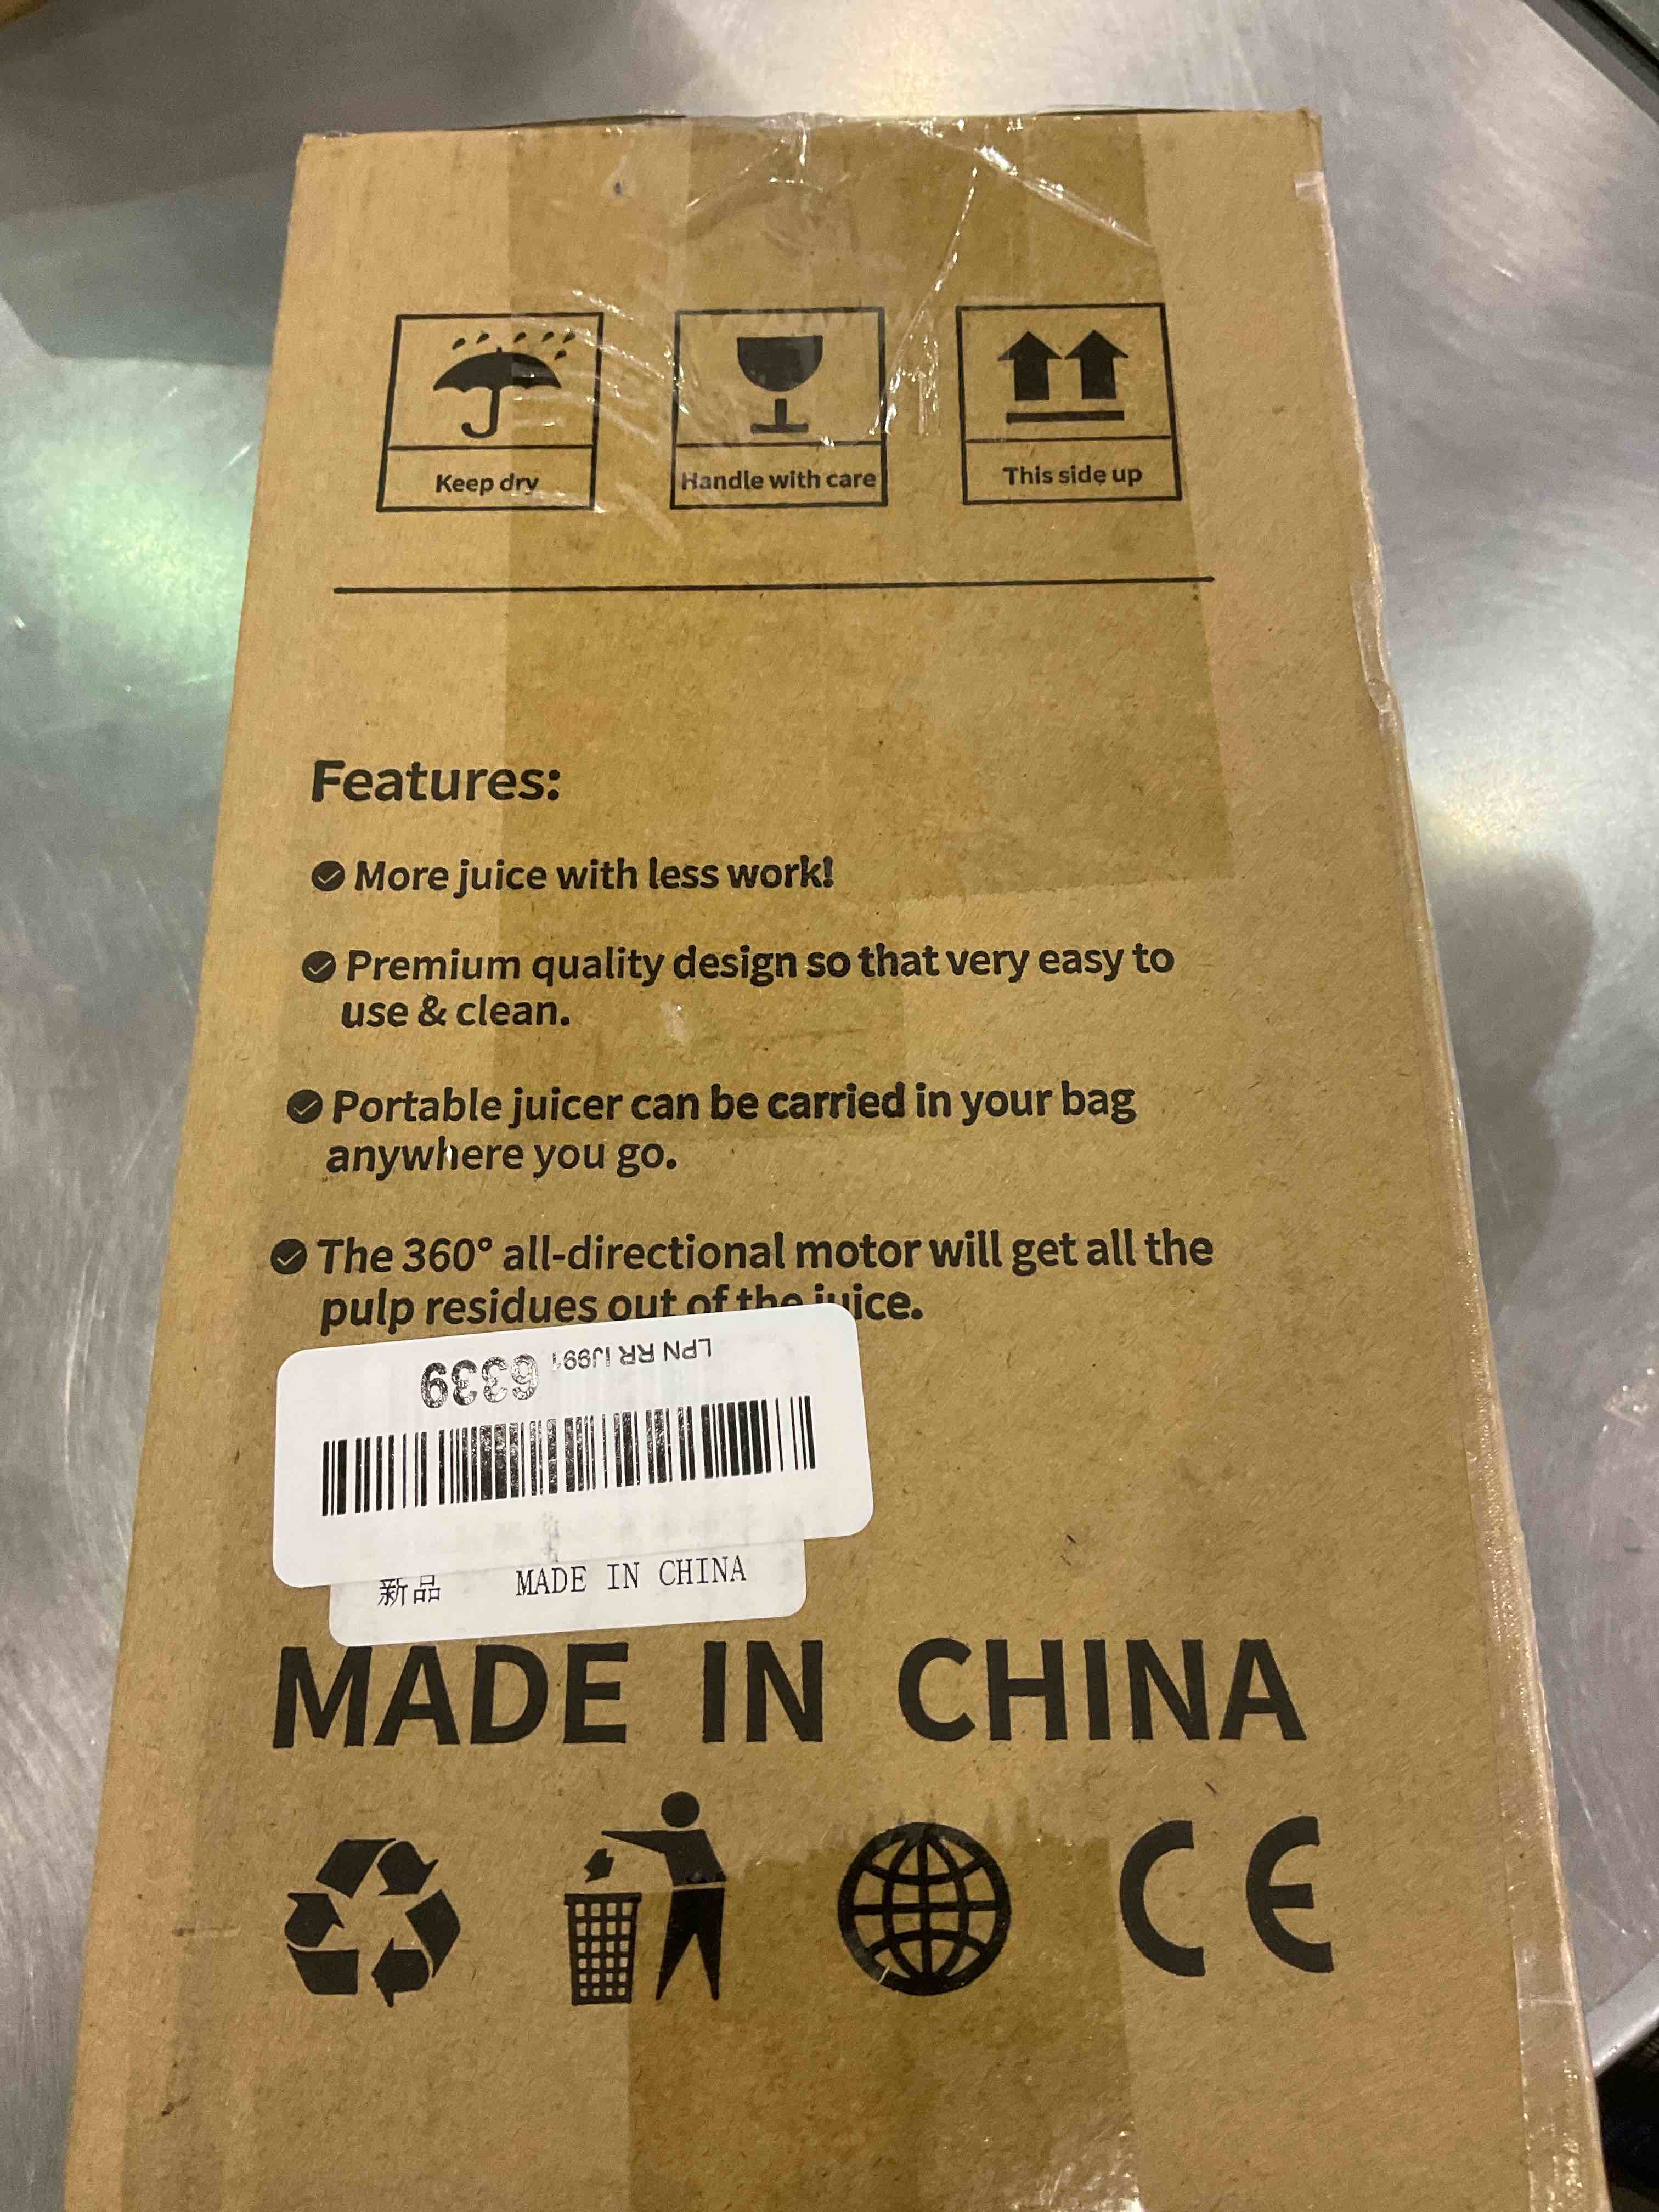 Keep dry
Handle with care
This side up
Features:
More juice with less work!
Premium quality design so that very easy to
use & clean.
Portable juicer can be carried in your bag
anywhere you go.
The 360° all-directional motor will get all the
pulp residues out of the juice.
LPN RR IJ991 6339
新品 MADE IN CHINA
MADE IN CHINA
CE